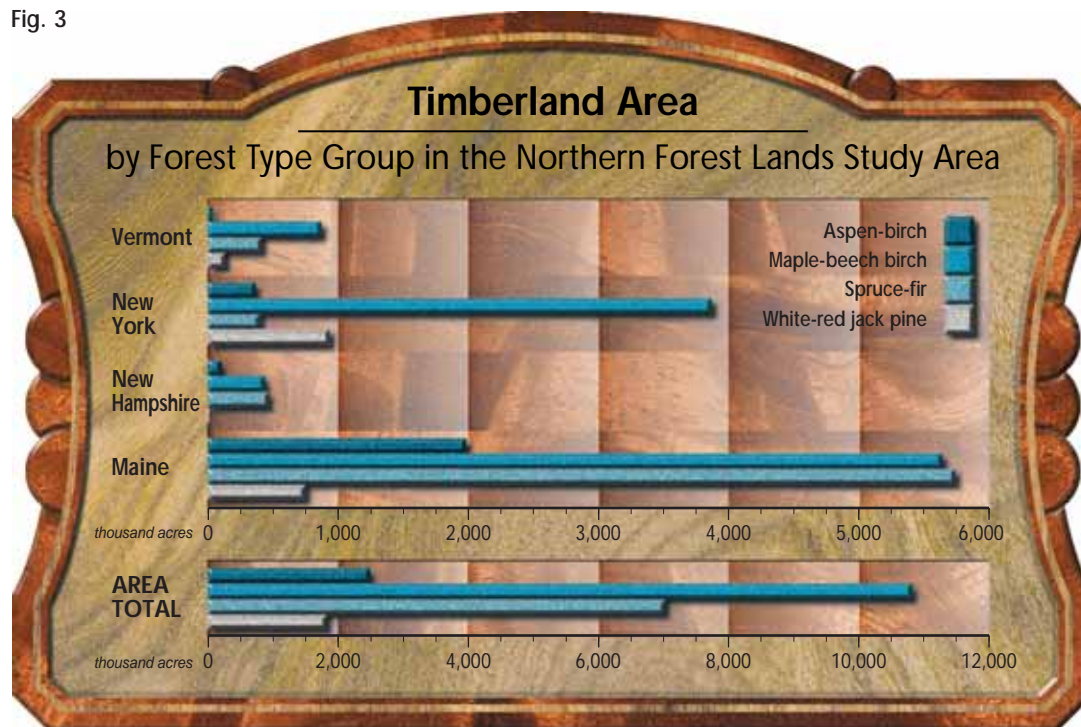 Fig. 3
Timberland Area
by Forest Type Group in the Northern Forest Lands Study Area
Vermont
New
York
New
Hampshire
Maine
Aspen-birch
Maple-beech birch
Spruce-fir
White-red jack pine
thousand acres 0 1,000 2,000 3,000 4,000 5,000 6,000
AREA
TOTAL
thousand acres 0 2,000 4,000 6,000 8,000 10,000 12,000